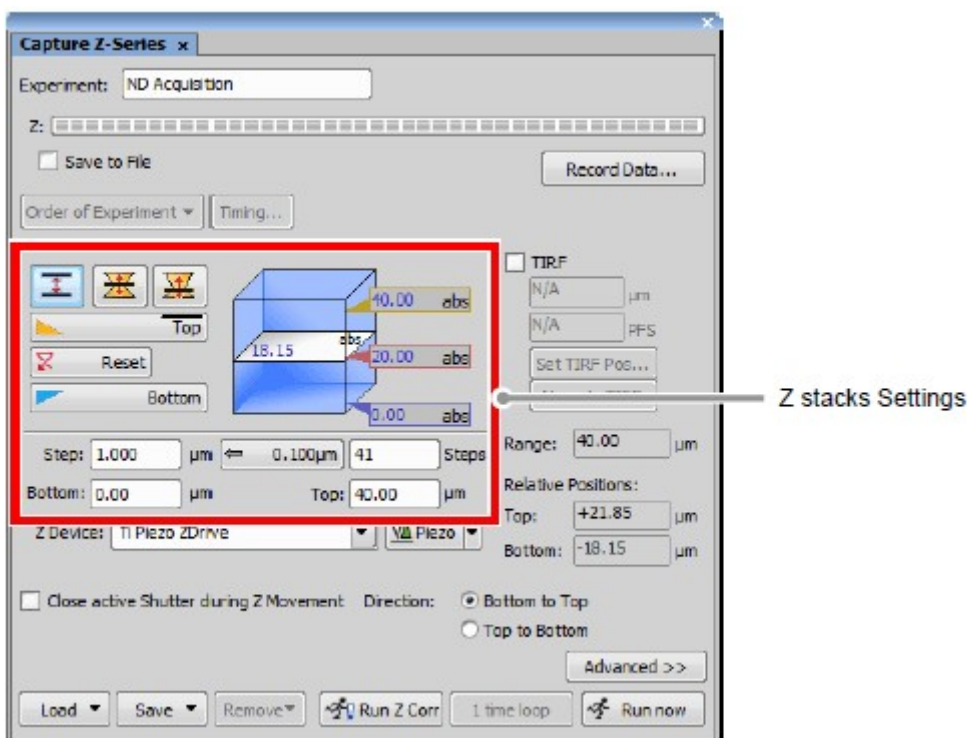 Capture Z-Series x
Experiment: ND Acquisition
Z:
Save to File
Record Data...
Order of Experiment Timing...
TIRF
N/A µm
N/A PFS
Set TIRF Pos...
Top
Reset
Bottom
40.00 abs
18.15 abs
20.00 abs
0.00 abs
Z stacks Settings
Step: 1.000 µm 0.100µm 41 Steps
Bottom: 0.00 µm Top: 40.00 µm
Range: 40.00 µm
Relative Positions:
Top: +21.85 µm
Bottom: -18.15 µm
Z Device: Ti Piezo ZDrive Piezo
Close active Shutter during Z Movement Direction: Bottom to Top
Top to Bottom
Advanced >>
Load Save Remove Run Z Corr 1 time loop Run now